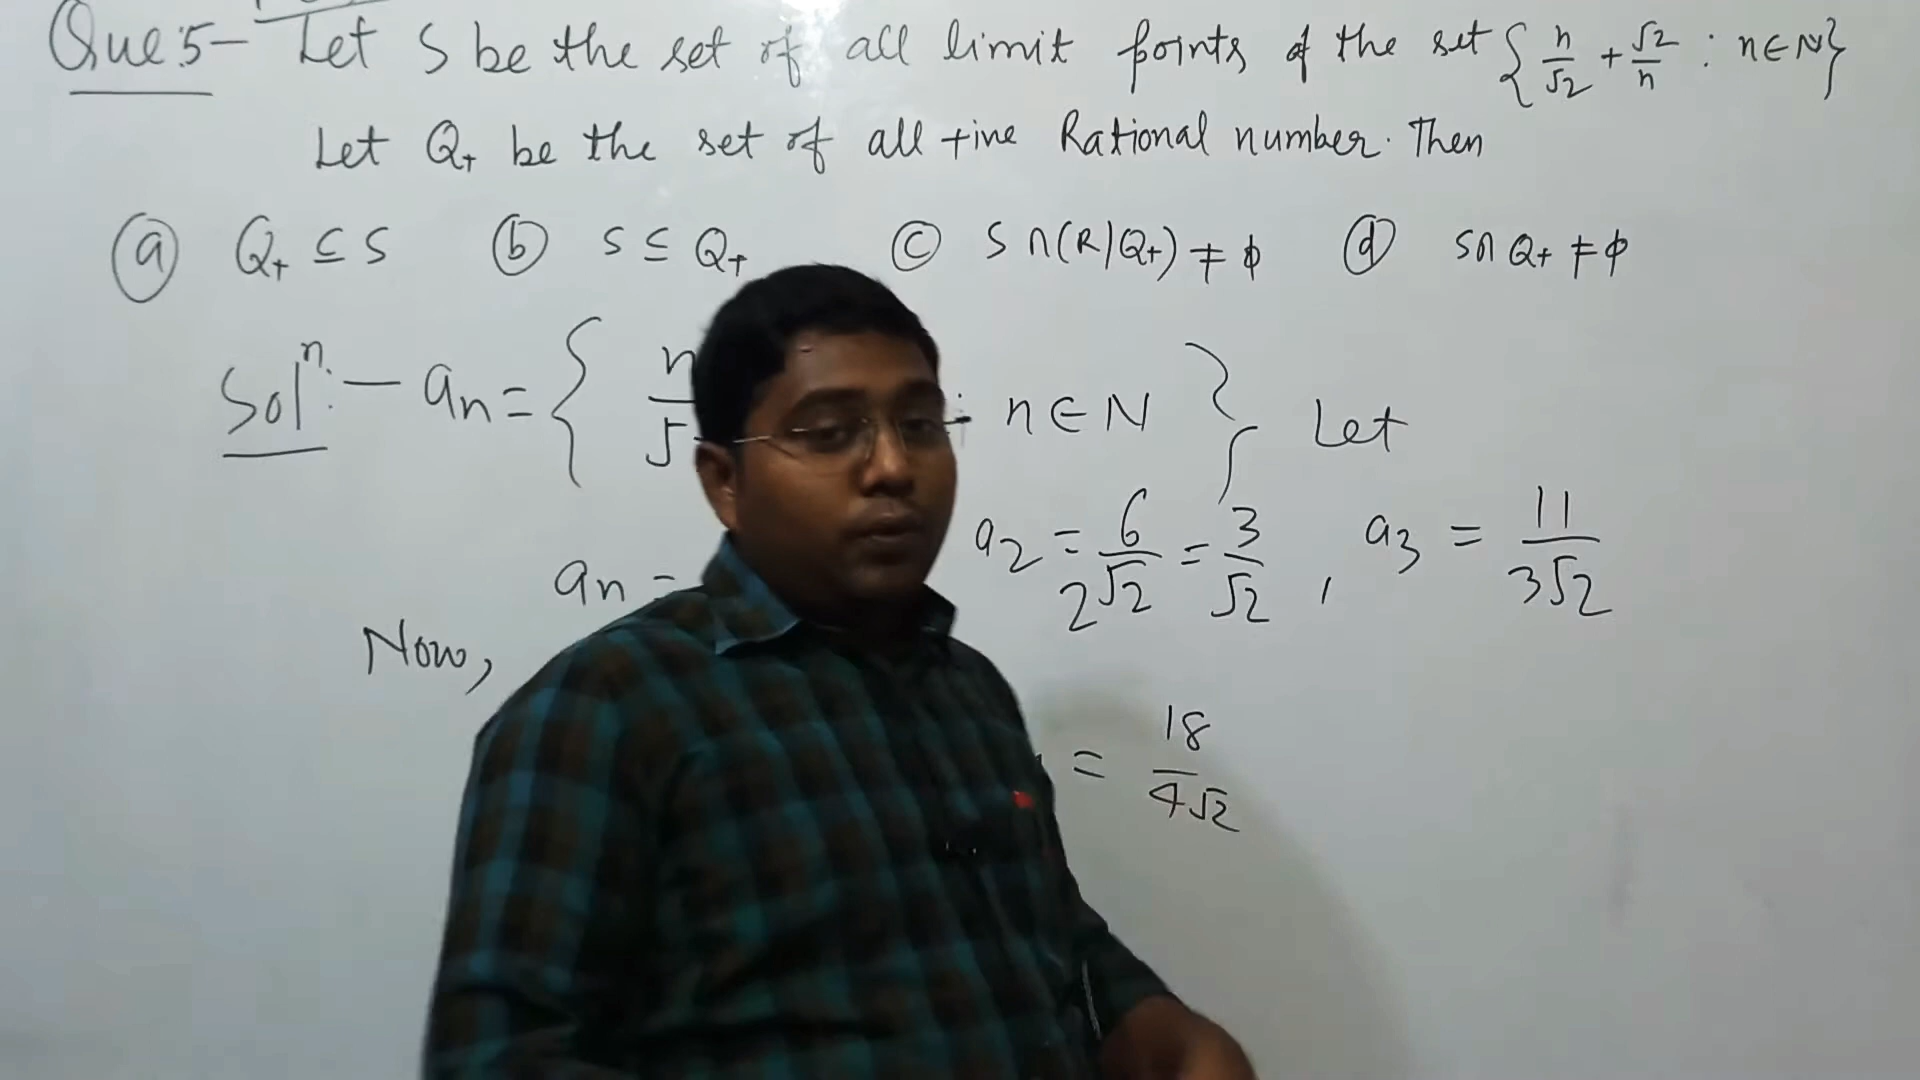 Que:5- Let S be the set of all limit points of the set { n/√2 + √2/n : n ∈ N }
Let Q₊ be the set of all +ive Rational number. Then
(a) Q₊ ⊆ S (b) S ⊆ Q₊ (c) S ∩ (R|Q₊) ≠ ϕ (d) S∩ Q₊ ≠ ϕ
Solⁿ:- aₙ = { n ∈ N }, Let
aₙ = a₂ = 6/2√2 = 3/√2 , a₃ = 11/3√2
Now,
= 18/4√2